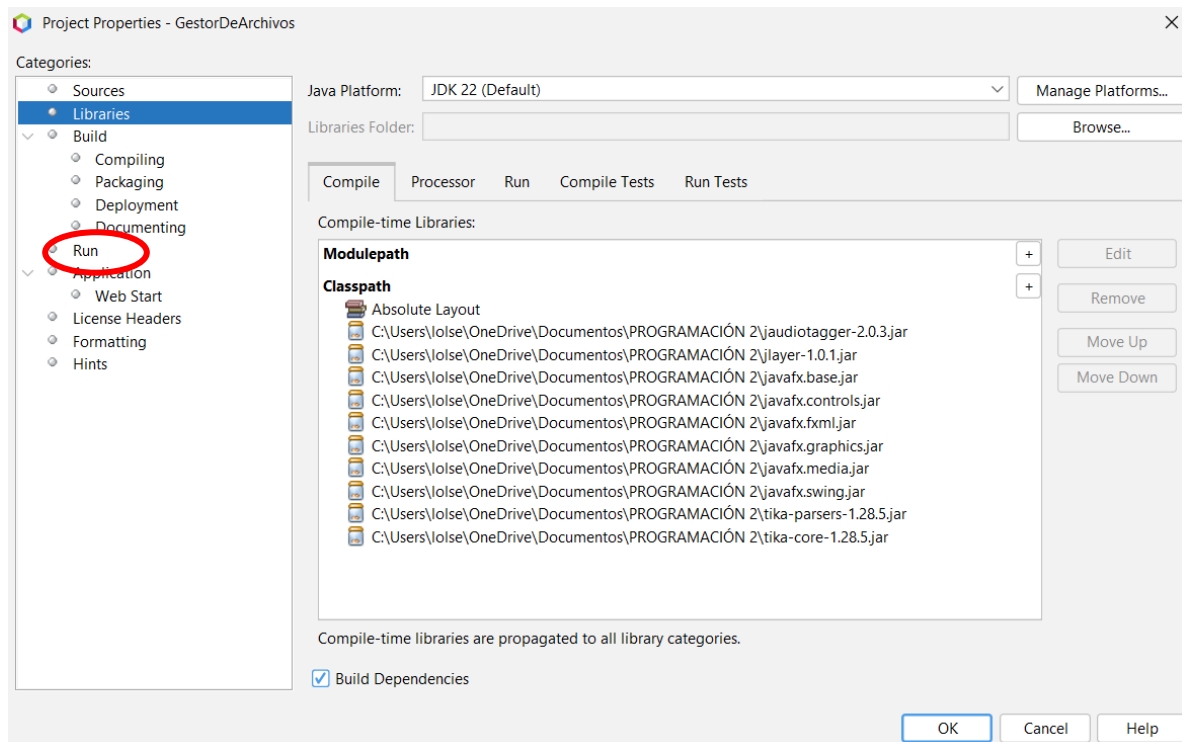 Project Properties - GestorDeArchivos
Categories:
Sources
Libraries
Build
Compiling
Packaging
Deployment
Documenting
Run
Application
Web Start
License Headers
Formatting
Hints
Java Platform: JDK 22 (Default) Manage Platforms...
Libraries Folder: Browse...
Compile Processor Run Compile Tests Run Tests
Compile-time Libraries:
Modulepath +
Classpath +
Absolute Layout
C:\Users\lolse\OneDrive\Documentos\PROGRAMACIÓN 2\jaudiotagger-2.0.3.jar
C:\Users\lolse\OneDrive\Documentos\PROGRAMACIÓN 2\jlayer-1.0.1.jar
C:\Users\lolse\OneDrive\Documentos\PROGRAMACIÓN 2\javafx.base.jar
C:\Users\lolse\OneDrive\Documentos\PROGRAMACIÓN 2\javafx.controls.jar
C:\Users\lolse\OneDrive\Documentos\PROGRAMACIÓN 2\javafx.fxml.jar
C:\Users\lolse\OneDrive\Documentos\PROGRAMACIÓN 2\javafx.graphics.jar
C:\Users\lolse\OneDrive\Documentos\PROGRAMACIÓN 2\javafx.media.jar
C:\Users\lolse\OneDrive\Documentos\PROGRAMACIÓN 2\javafx.swing.jar
C:\Users\lolse\OneDrive\Documentos\PROGRAMACIÓN 2\tika-parsers-1.28.5.jar
C:\Users\lolse\OneDrive\Documentos\PROGRAMACIÓN 2\tika-core-1.28.5.jar
Edit
Remove
Move Up
Move Down
Compile-time libraries are propagated to all library categories.
Build Dependencies
OK Cancel Help